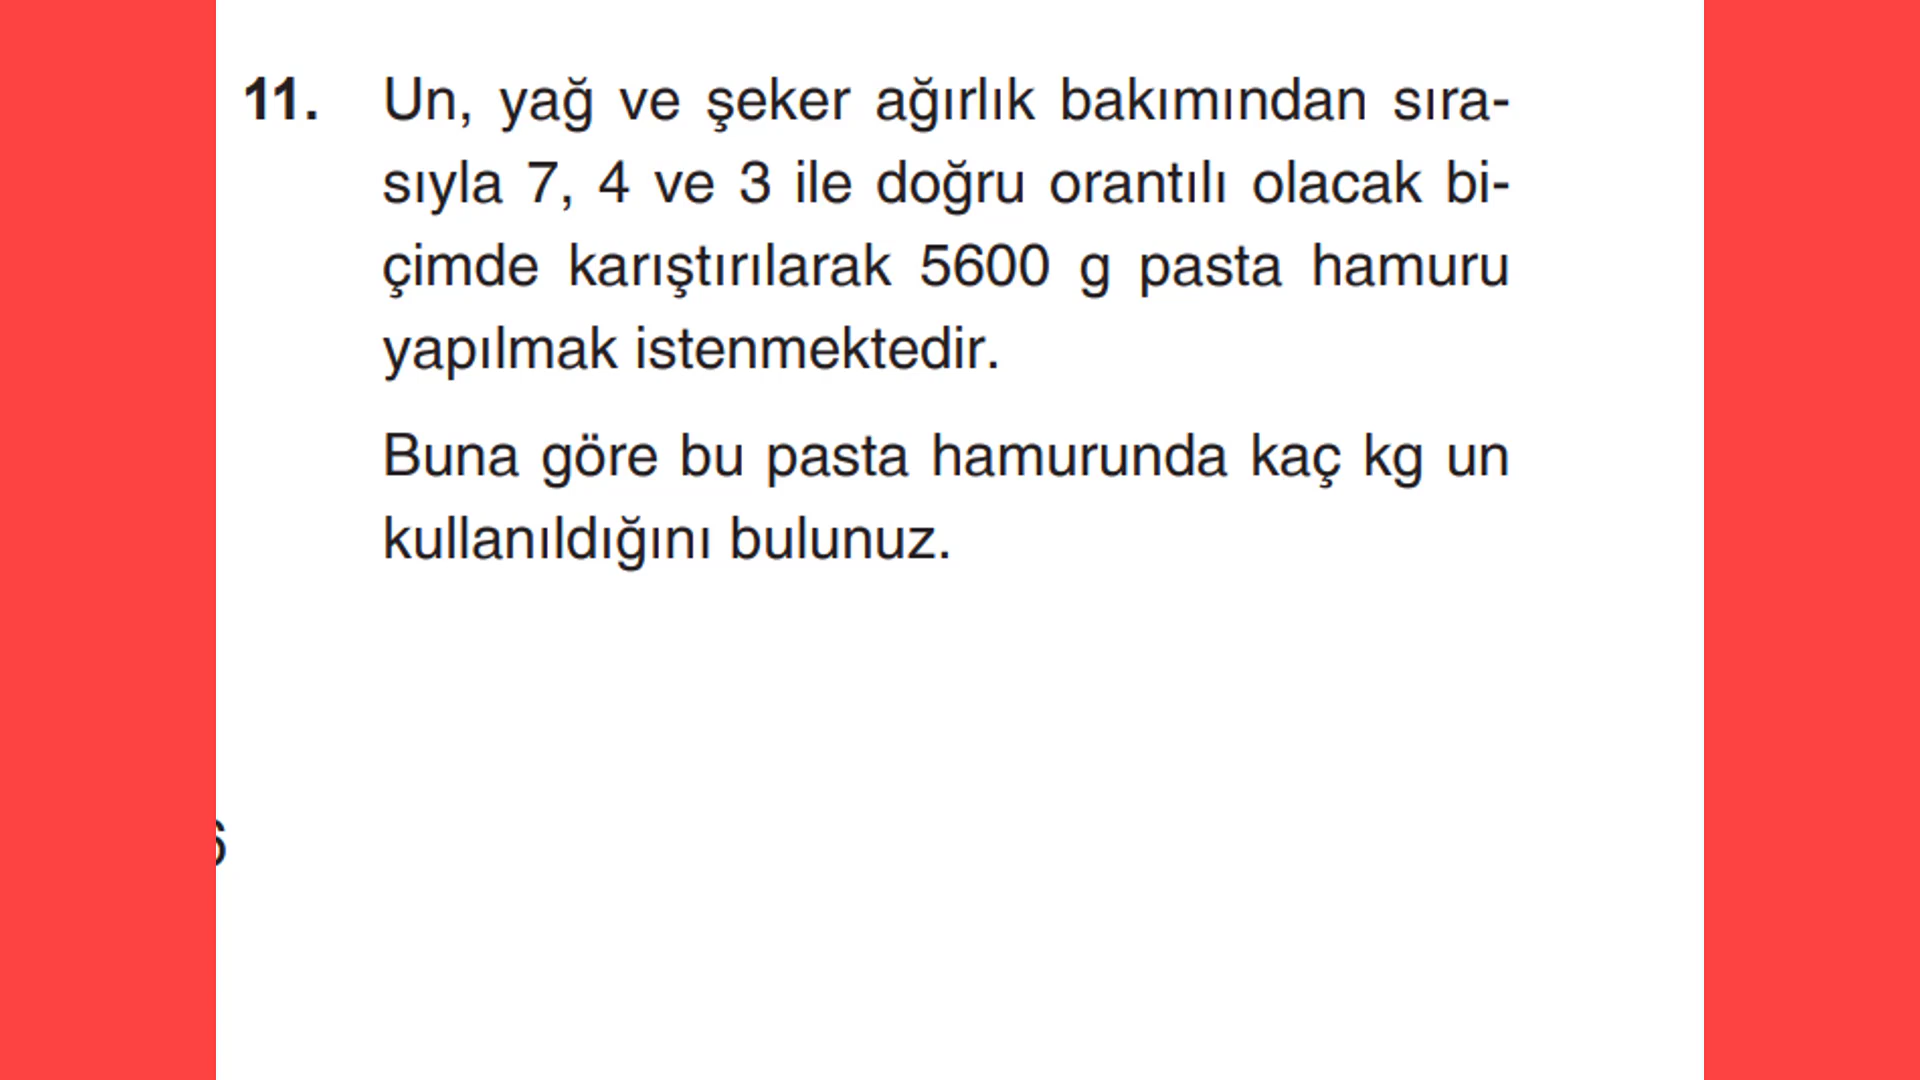 11. Un, yağ ve şeker ağırlık bakımından sıra-
sıyla 7, 4 ve 3 ile doğru orantılı olacak bi-
çimde karıştırılarak 5600 g pasta hamuru
yapılmak istenmektedir.
Buna göre bu pasta hamurunda kaç kg un
kullanıldığını bulunuz.